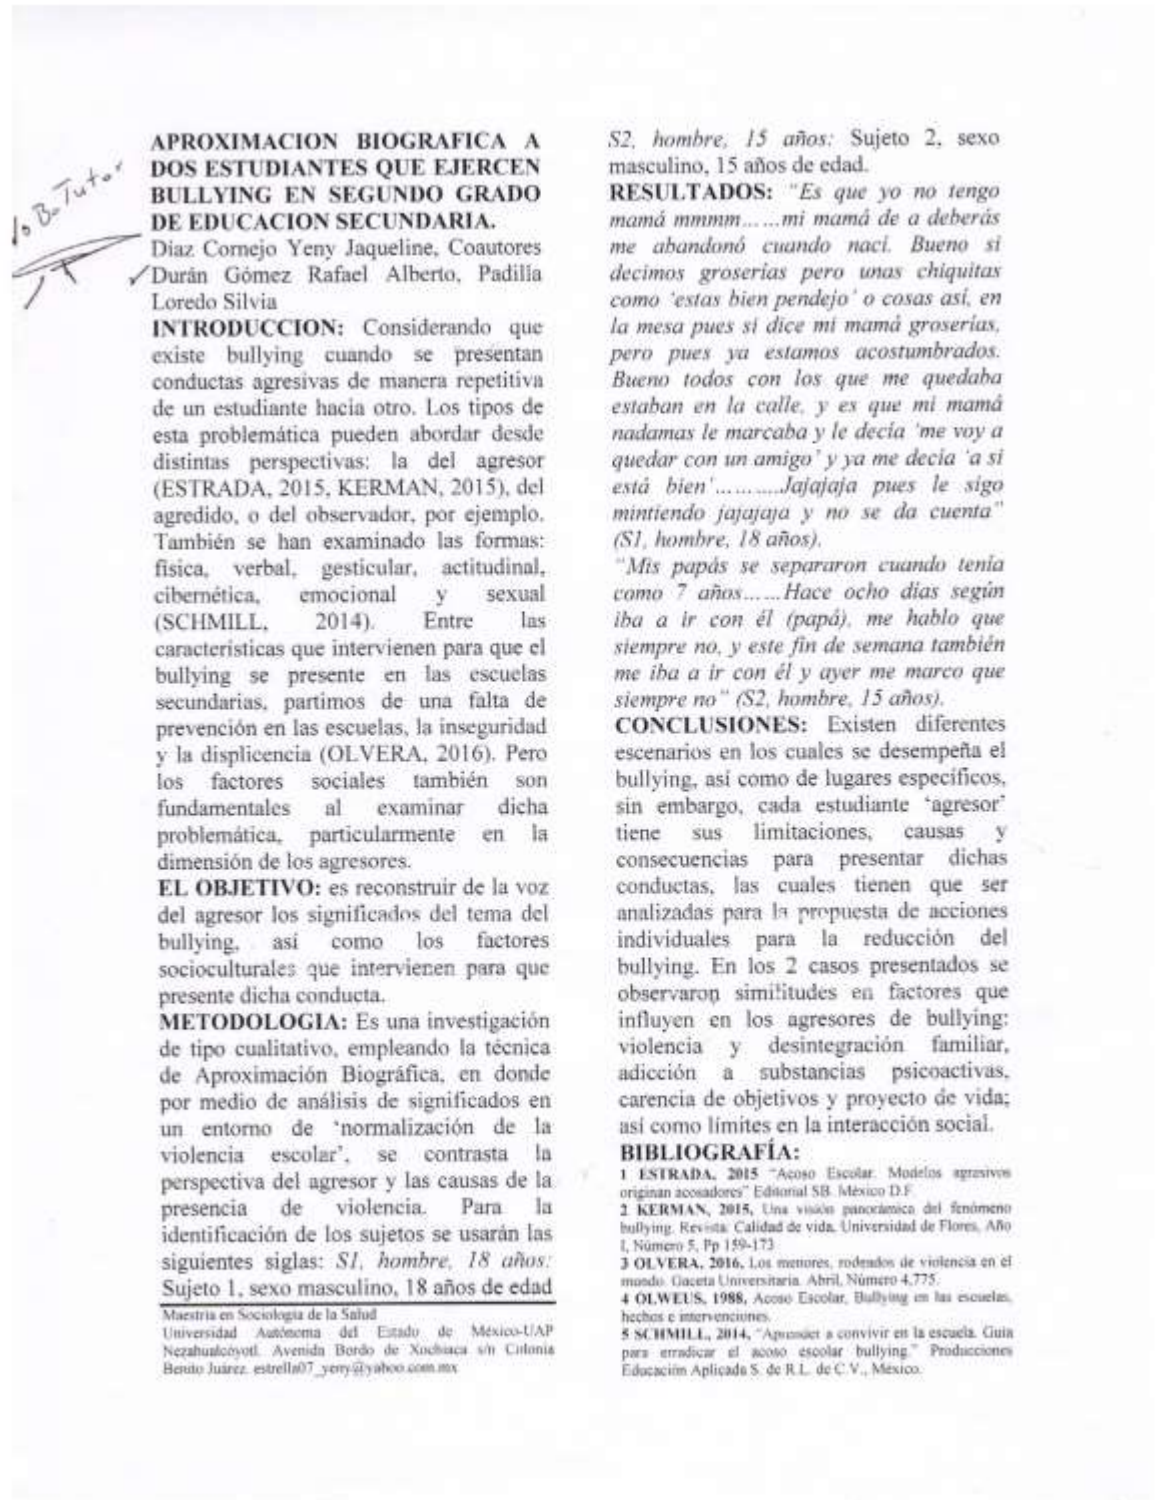 Bo Tutor
APROXIMACION BIOGRAFICA A
DOS ESTUDIANTES QUE EJERCEN
BULLYING EN SEGUNDO GRADO
DE EDUCACION SECUNDARIA.
Diaz Cornejo Yeny Jaqueline, Coautores
Durán Gómez Rafael Alberto, Padilla
Loredo Silvia
INTRODUCCION: Considerando que
existe bullying cuando se presentan
conductas agresivas de manera repetitiva
de un estudiante hacia otro. Los tipos de
esta problemática pueden abordar desde
distintas perspectivas: la del agresor
(ESTRADA, 2015, KERMAN, 2015), del
agredido, o del observador, por ejemplo.
También se han examinado las formas:
física, verbal, gesticular, actitudinal,
cibernética, emocional y sexual
(SCHMILL, 2014). Entre las
características que intervienen para que el
bullying se presente en las escuelas
secundarias, partimos de una falta de
prevención en las escuelas, la inseguridad
y la displicencia (OLVERA, 2016). Pero
los factores sociales también son
fundamentales al examinar dicha
problemática, particularmente en la
dimensión de los agresores.
EL OBJETIVO: es reconstruir de la voz
del agresor los significados del tema del
bullying, así como los factores
socioculturales que intervienen para que
presente dicha conducta.
METODOLOGIA: Es una investigación
de tipo cualitativo, empleando la técnica
de Aproximación Biográfica, en donde
por medio de análisis de significados en
un entorno de ‘normalización de la
violencia escolar’, se contrasta la
perspectiva del agresor y las causas de la
presencia de violencia. Para la
identificación de los sujetos se usarán las
siguientes siglas: S1, hombre, 18 años:
Sujeto 1, sexo masculino, 18 años de edad
Maestría en Sociología de la Salud
Universidad Autónoma del Estado de México-UAP
Nezahualcóyotl. Avenida Bordo de Xochiaca s/n Colonia
Benito Juárez. estrella07_yeny@yahoo.com.mx
S2, hombre, 15 años: Sujeto 2, sexo
masculino, 15 años de edad.
RESULTADOS: “Es que yo no tengo
mamá mmmm……mi mamá de a deberás
me abandonó cuando nací. Bueno si
decimos groserías pero unas chiquitas
como ‘estas bien pendejo’ o cosas así, en
la mesa pues si dice mi mamá groserías,
pero pues ya estamos acostumbrados.
Bueno todos con los que me quedaba
estaban en la calle, y es que mi mamá
nadamas le marcaba y le decía ‘me voy a
quedar con un amigo’ y ya me decía ‘a si
está bien’……….Jajajaja pues le sigo
mintiendo jajajaja y no se da cuenta”
(S1, hombre, 18 años).
“Mis papás se separaron cuando tenía
como 7 años……Hace ocho días según
iba a ir con él (papá), me hablo que
siempre no, y este fin de semana también
me iba a ir con él y ayer me marco que
siempre no” (S2, hombre, 15 años).
CONCLUSIONES: Existen diferentes
escenarios en los cuales se desempeña el
bullying, así como de lugares específicos,
sin embargo, cada estudiante ‘agresor’
tiene sus limitaciones, causas y
consecuencias para presentar dichas
conductas, las cuales tienen que ser
analizadas para la propuesta de acciones
individuales para la reducción del
bullying. En los 2 casos presentados se
observaron similitudes en factores que
influyen en los agresores de bullying:
violencia y desintegración familiar,
adicción a substancias psicoactivas,
carencia de objetivos y proyecto de vida;
así como límites en la interacción social.
BIBLIOGRAFÍA:
1 ESTRADA, 2015 “Acoso Escolar. Modelos agresivos
originan acosadores” Editorial SB. México D.F.
2 KERMAN, 2015, Una visión panorámica del fenómeno
bullying. Revista: Calidad de vida. Universidad de Flores, Año
I, Número 5, Pp 159-173
3 OLVERA, 2016, Los menores, rodeados de violencia en el
mundo. Gaceta Universitaria. Abril, Número 4,775.
4 OLWEUS, 1988, Acoso Escolar, Bullying en las escuelas,
hechos e intervenciones.
5 SCHMILL, 2014, “Aprender a convivir en la escuela. Guía
para erradicar el acoso escolar bullying.” Producciones
Educación Aplicada S. de R.L. de C.V., México.